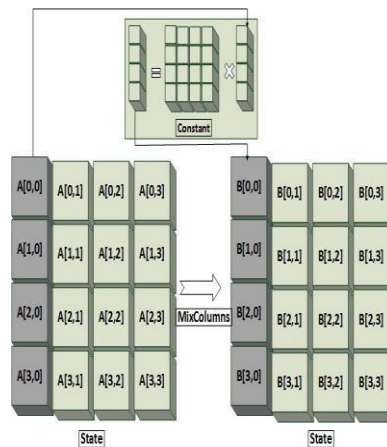 = ×
Constant
A[0,0] A[0,1] A[0,2] A[0,3]
A[1,0] A[1,1] A[1,2] A[1,3]
A[2,0] A[2,1] A[2,2] A[2,3]
A[3,0] A[3,1] A[3,2] A[3,3]
State
MixColumns
B[0,0] B[0,1] B[0,2] B[0,3]
B[1,0] B[1,1] B[1,2] B[1,3]
B[2,0] B[2,1] B[2,2] B[2,3]
B[3,0] B[3,1] B[3,2] B[3,3]
State